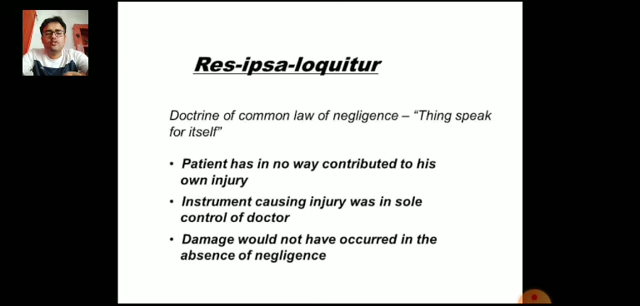 Res-ipsa-loquitur
Doctrine of common law of negligence – “Thing speak
for itself”
• Patient has in no way contributed to his
own injury
• Instrument causing injury was in sole
control of doctor
• Damage would not have occurred in the
absence of negligence